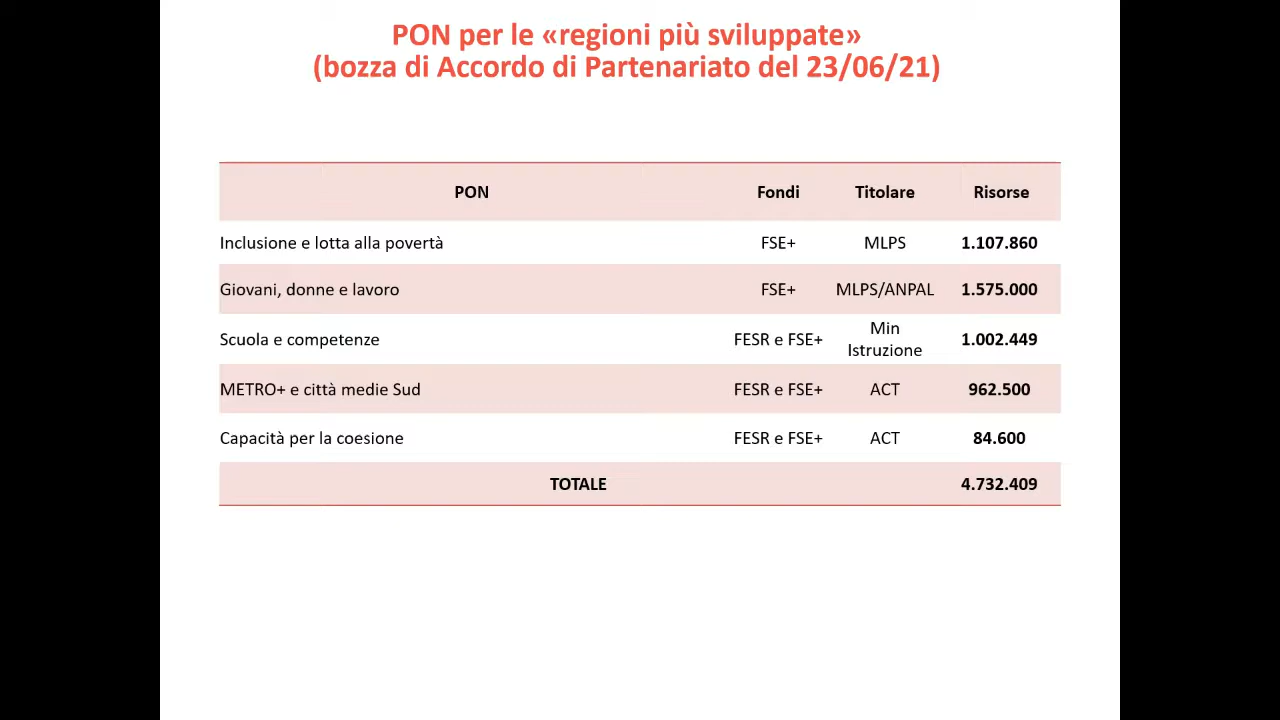 PON per le «regioni più sviluppate»
(bozza di Accordo di Partenariato del 23/06/21)
PON Fondi Titolare Risorse
Inclusione e lotta alla povertà FSE+ MLPS 1.107.860
Giovani, donne e lavoro FSE+ MLPS/ANPAL 1.575.000
Scuola e competenze FESR e FSE+ Min Istruzione 1.002.449
METRO+ e città medie Sud FESR e FSE+ ACT 962.500
Capacità per la coesione FESR e FSE+ ACT 84.600
TOTALE 4.732.409